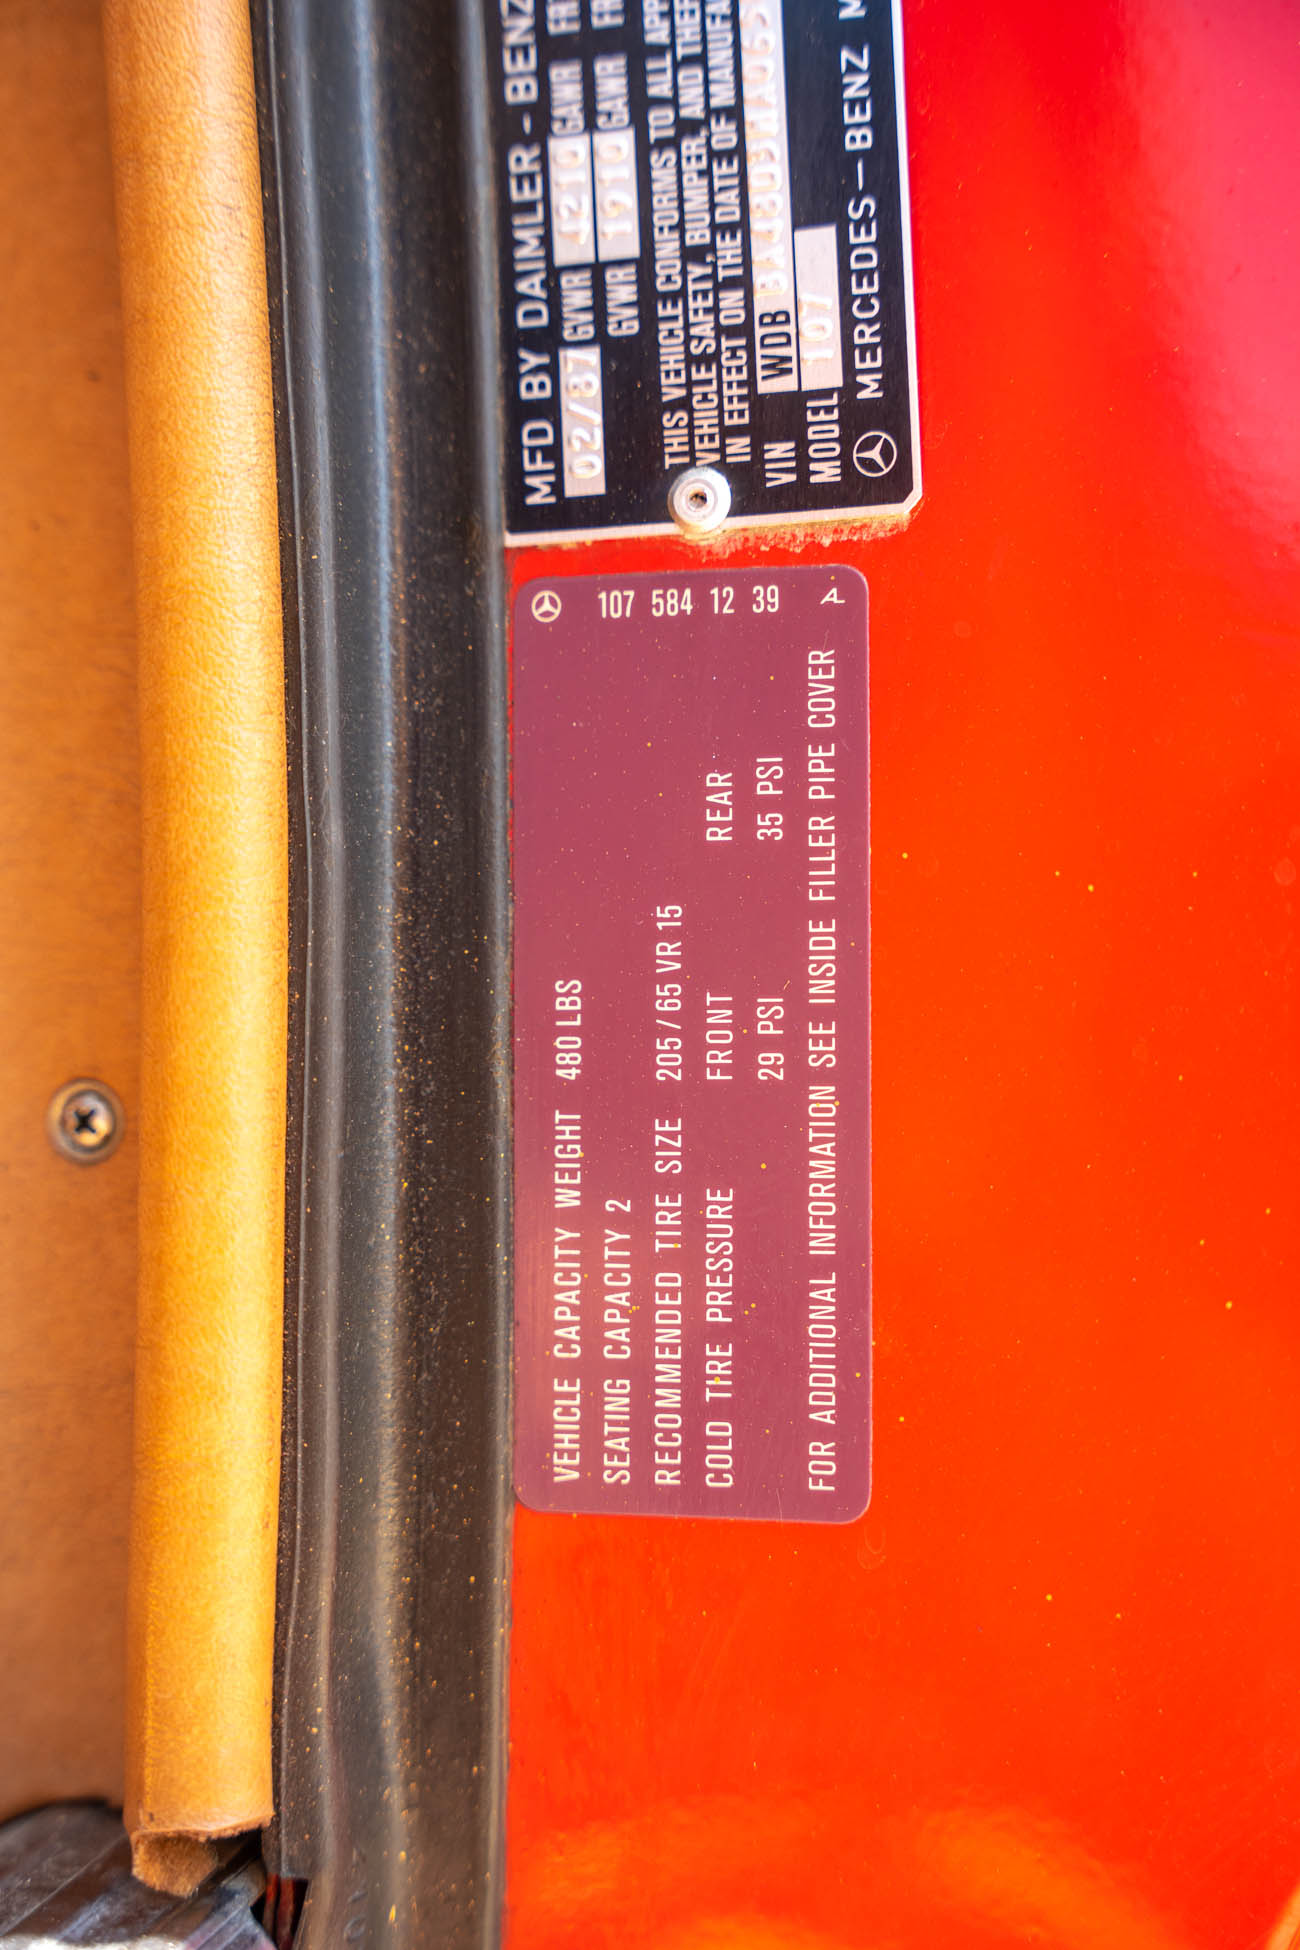 MFD BY DAIMLER-BENZ
02/87 GVWR 4210 GAWR
GVWR 1910 GAWR
THIS VEHICLE CONFORMS TO ALL
VEHICLE SAFETY, BUMPER, AND
IN EFFECT ON THE DATE OF
VIN WDB
MODEL 107
MERCEDES-BENZ
107 584 12 39 A
VEHICLE CAPACITY WEIGHT 480 LBS
SEATING CAPACITY 2
RECOMMENDED TIRE SIZE 205/65 VR 15
COLD TIRE PRESSURE FRONT REAR
29 PSI 35 PSI
FOR ADDITIONAL INFORMATION SEE INSIDE FILLER PIPE COVER